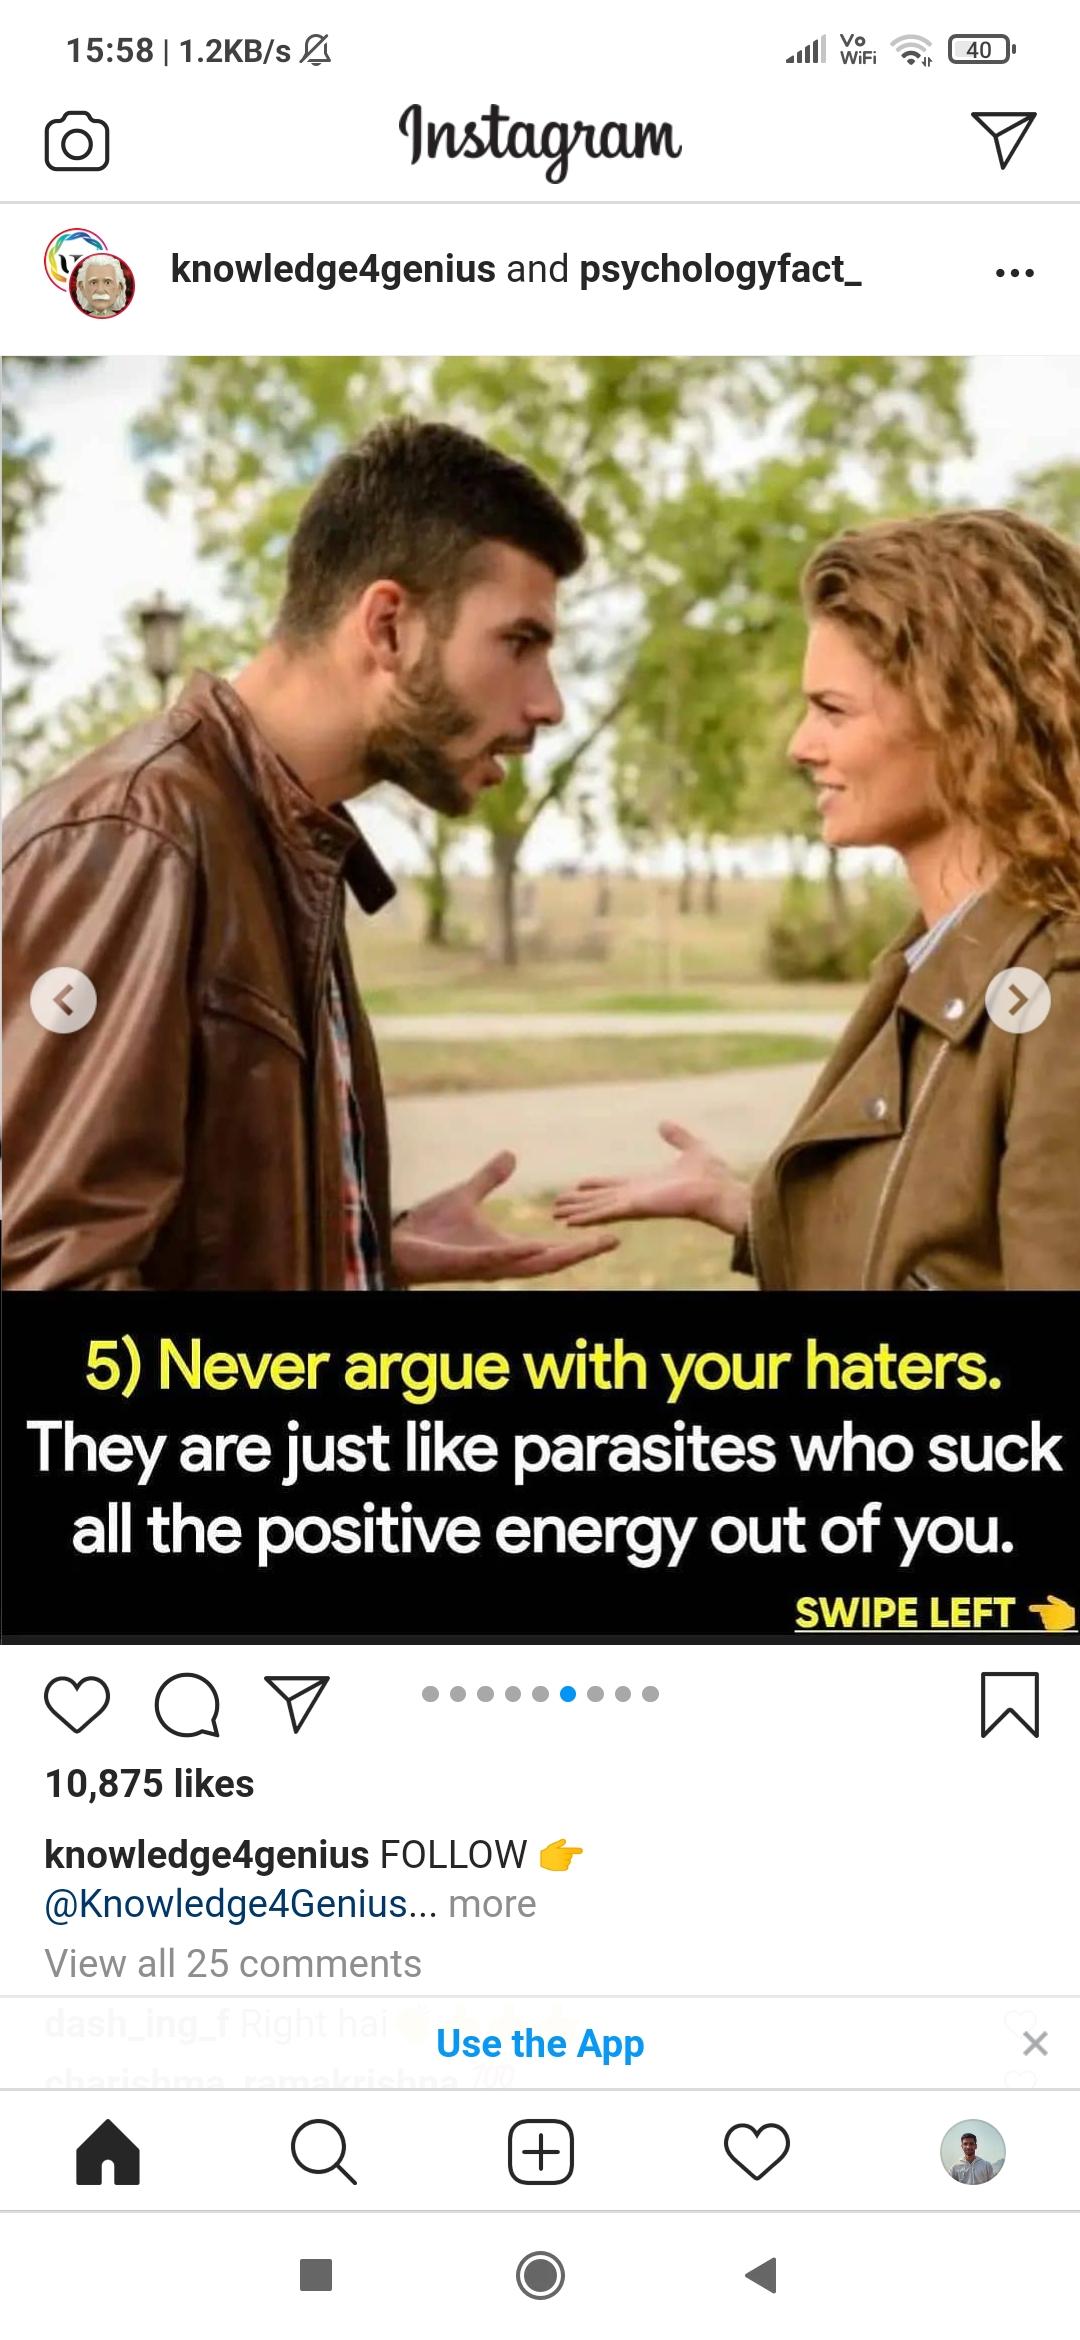 15:58 | 1.2KB/s
Vo
WiFi
40
Instagram
knowledge4genius and psychologyfact_
5) Never argue with your haters.
They are just like parasites who suck
all the positive energy out of you.
SWIPE LEFT 👈
10,875 likes
knowledge4genius FOLLOW 👉
@Knowledge4Genius... more
View all 25 comments
dash_ing_f Right hai
Use the App
charishma_ramakrishna 💯